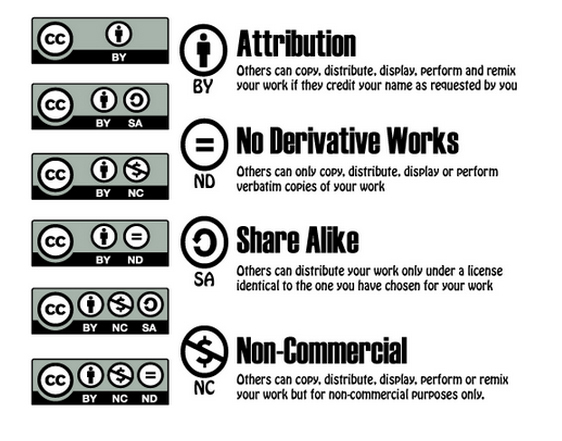 CC
BY
CC
BY SA
CC
BY NC
CC
BY ND
CC
BY NC SA
CC
BY NC ND
BY
Attribution
Others can copy, distribute, display, perform and remix
your work if they credit your name as requested by you
ND
No Derivative Works
Others can only copy, distribute, display or perform
verbatim copies of your work
SA
Share Alike
Others can distribute your work only under a license
identical to the one you have chosen for your work
NC
Non-Commercial
Others can copy, distribute, display, perform or remix
your work but for non-commercial purposes only.